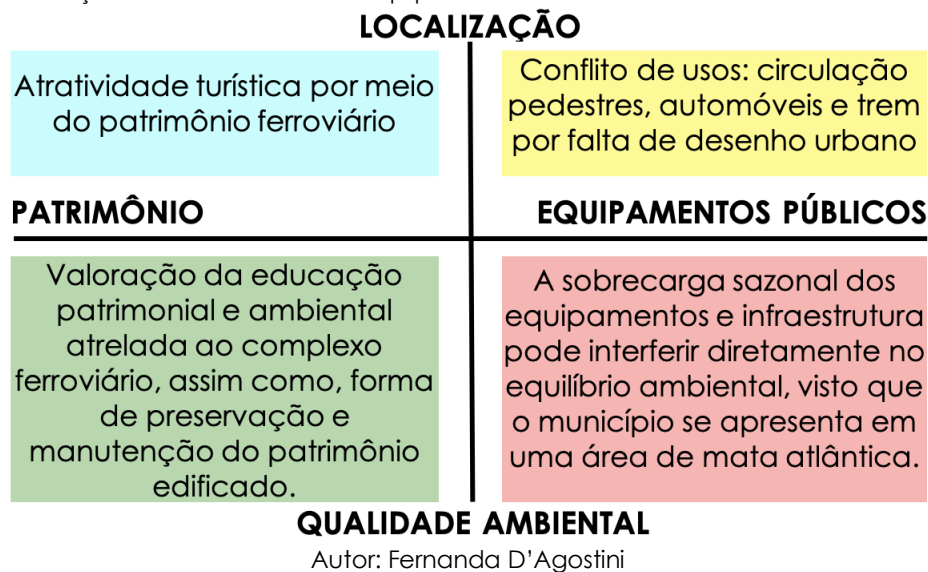 LOCALIZAÇÃO
Atratividade turística por meio
do patrimônio ferroviário
Conflito de usos: circulação
pedestres, automóveis e trem
por falta de desenho urbano
PATRIMÔNIO
EQUIPAMENTOS PÚBLICOS
Valoração da educação
patrimonial e ambiental
atrelada ao complexo
ferroviário, assim como, forma
de preservação e
manutenção do patrimônio
edificado.
A sobrecarga sazonal dos
equipamentos e infraestrutura
pode interferir diretamente no
equilíbrio ambiental, visto que
o município se apresenta em
uma área de mata atlântica.
QUALIDADE AMBIENTAL
Autor: Fernanda D’Agostini